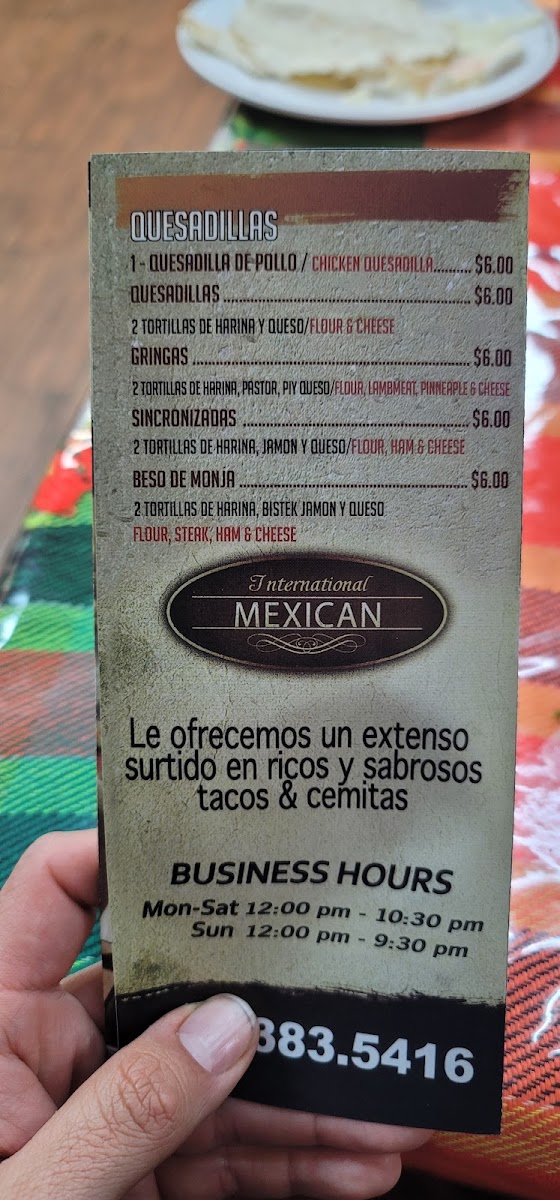 QUESADILLAS
1 - QUESADILLA DE POLLO / CHICKEN QUESADILLA.......... $6.00
QUESADILLAS ........................................................ $6.00
2 TORTILLAS DE HARINA Y QUESO/FLOUR & CHEESE
GRINGAS ............................................................... $6.00
2 TORTILLAS DE HARINA, PASTOR, PIY QUESO/FLOUR, LAMBMEAT, PINNEAPLE & CHEESE
SINCRONIZADAS .................................................... $6.00
2 TORTILLAS DE HARINA, JAMON Y QUESO/FLOUR, HAM & CHEESE
BESO DE MONJA .................................................... $6.00
2 TORTILLAS DE HARINA, BISTEK JAMON Y QUESO
FLOUR, STEAK, HAM & CHEESE
International
MEXICAN
Le ofrecemos un extenso
surtido en ricos y sabrosos
tacos & cemitas
BUSINESS HOURS
Mon-Sat 12:00 pm - 10:30 pm
Sun 12:00 pm - 9:30 pm
383.5416